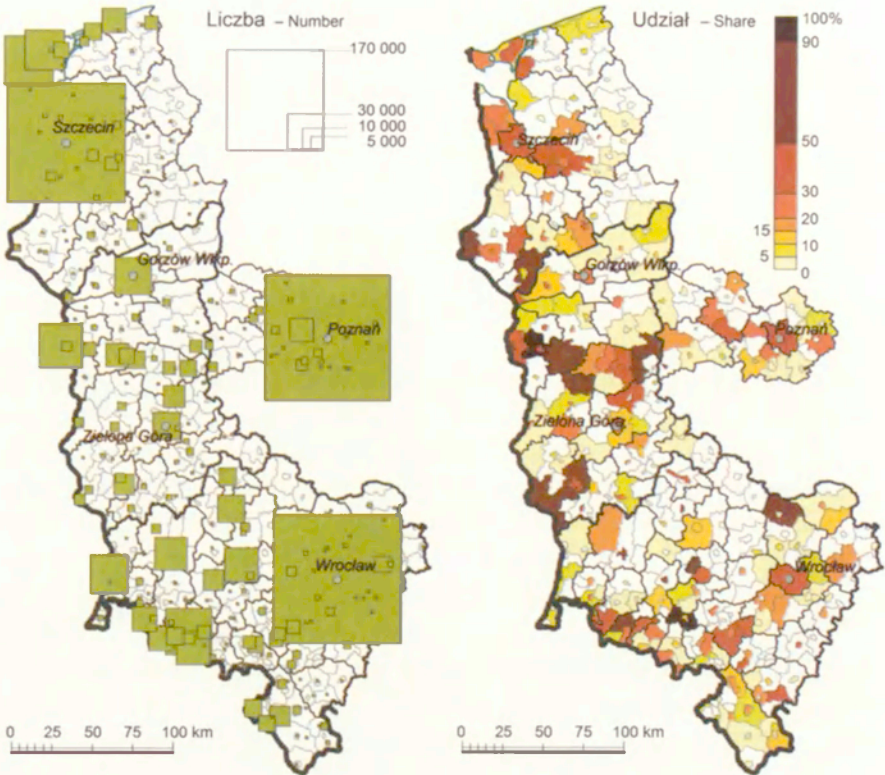 Liczba – Number
170 000
30 000
10 000
5 000
Szczecin
Gorzów Wlkp.
Poznań
Zielona Góra
Wrocław
0 25 50 75 100 km
Udział – Share
100%
90
50
30
20
15
10
5
0
Szczecin
Gorzów Wlkp.
Poznań
Zielona Góra
Wrocław
0 25 50 75 100 km